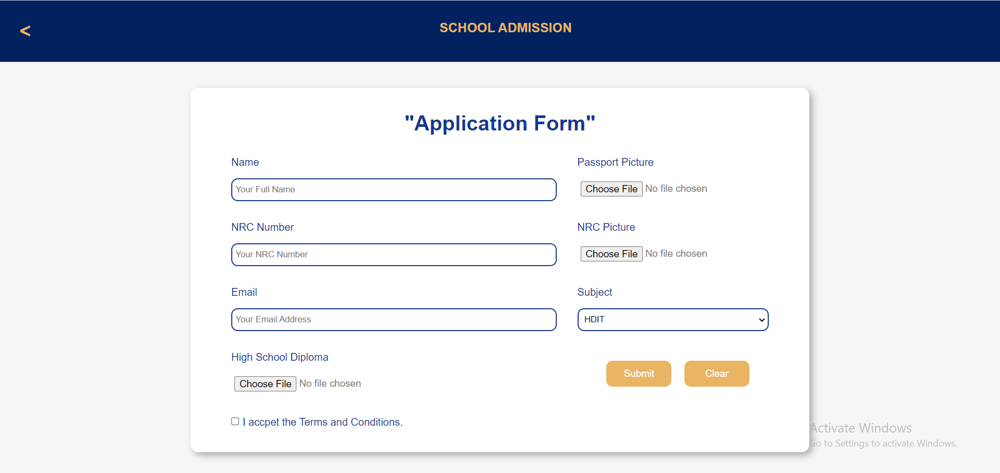 <
SCHOOL ADMISSION
"Application Form"
Name
Your Full Name
Passport Picture
Choose File No file chosen
NRC Number
Your NRC Number
NRC Picture
Choose File No file chosen
Email
Your Email Address
Subject
HDIT
High School Diploma
Choose File No file chosen
Submit
Clear
I accpet the Terms and Conditions.
Activate Windows
Go to Settings to activate Windows.